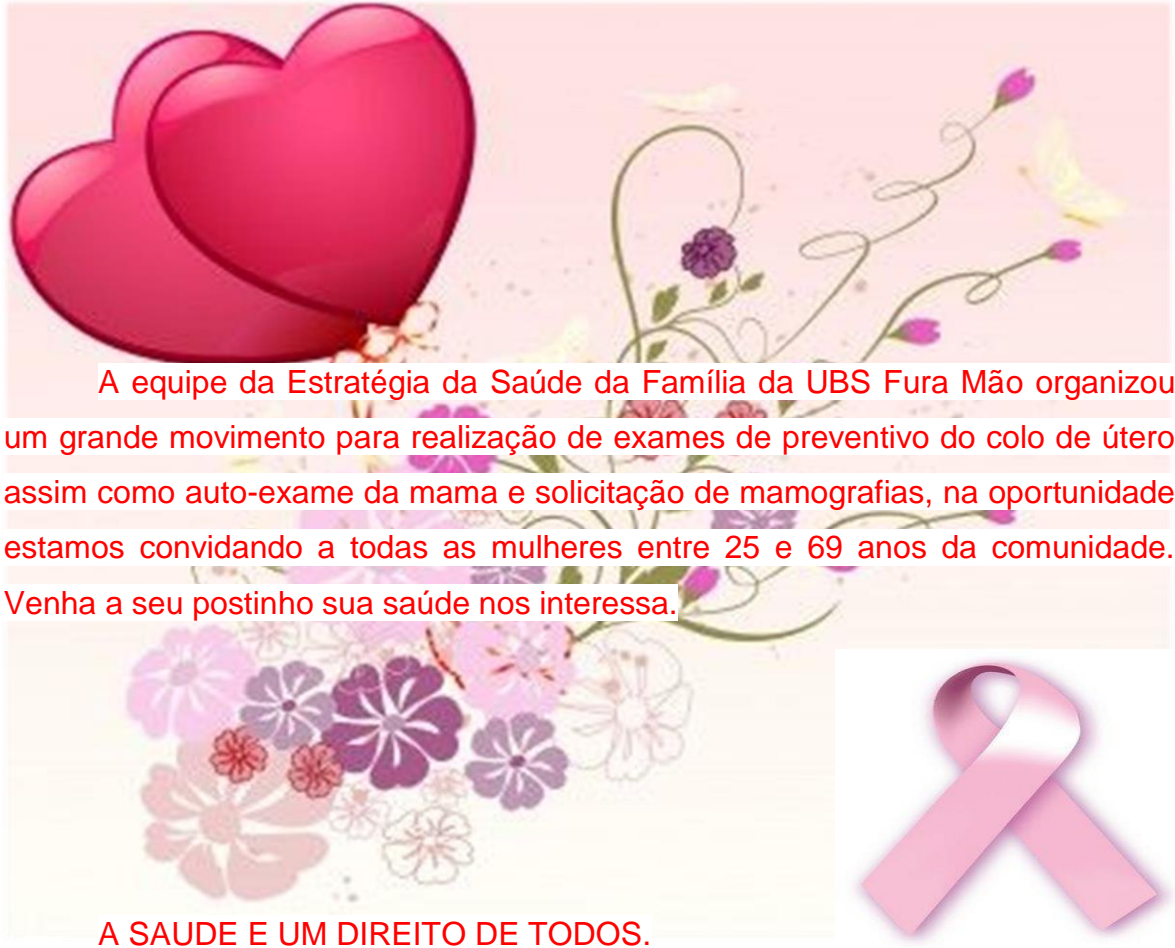 A equipe da Estratégia da Saúde da Família da UBS Fura Mão organizou
um grande movimento para realização de exames de preventivo do colo de útero
assim como auto-exame da mama e solicitação de mamografias, na oportunidade
estamos convidando a todas as mulheres entre 25 e 69 anos da comunidade.
Venha a seu postinho sua saúde nos interessa.
A SAUDE E UM DIREITO DE TODOS.